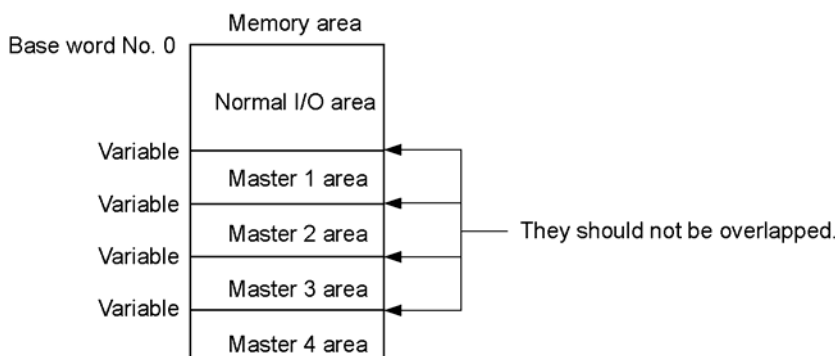 Memory area
Base word No. 0
Normal I/O area
Variable
Master 1 area
Variable
Master 2 area
They should not be overlapped.
Variable
Master 3 area
Variable
Master 4 area